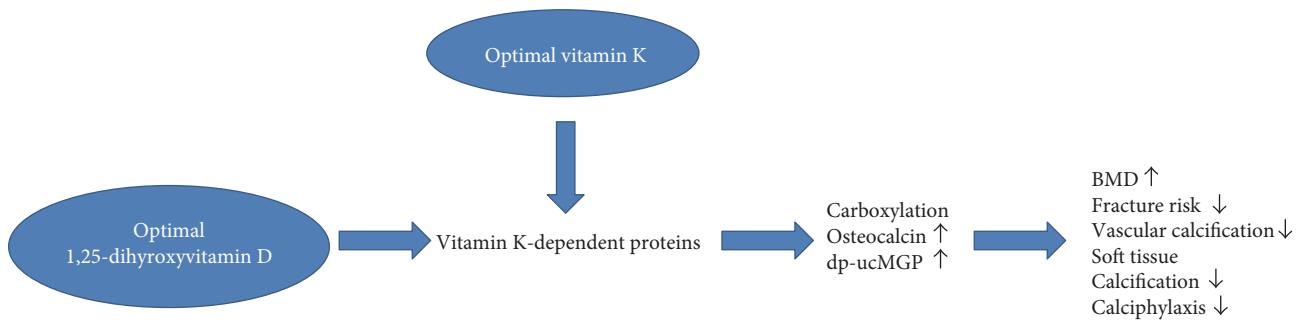 Optimal vitamin K
Optimal
1,25-dihyroxyvitamin D
Vitamin K-dependent proteins
Carboxylation
Osteocalcin ↑
dp-ucMGP ↑
BMD ↑
Fracture risk ↓
Vascular calcification ↓
Soft tissue
Calcification ↓
Calciphylaxis ↓